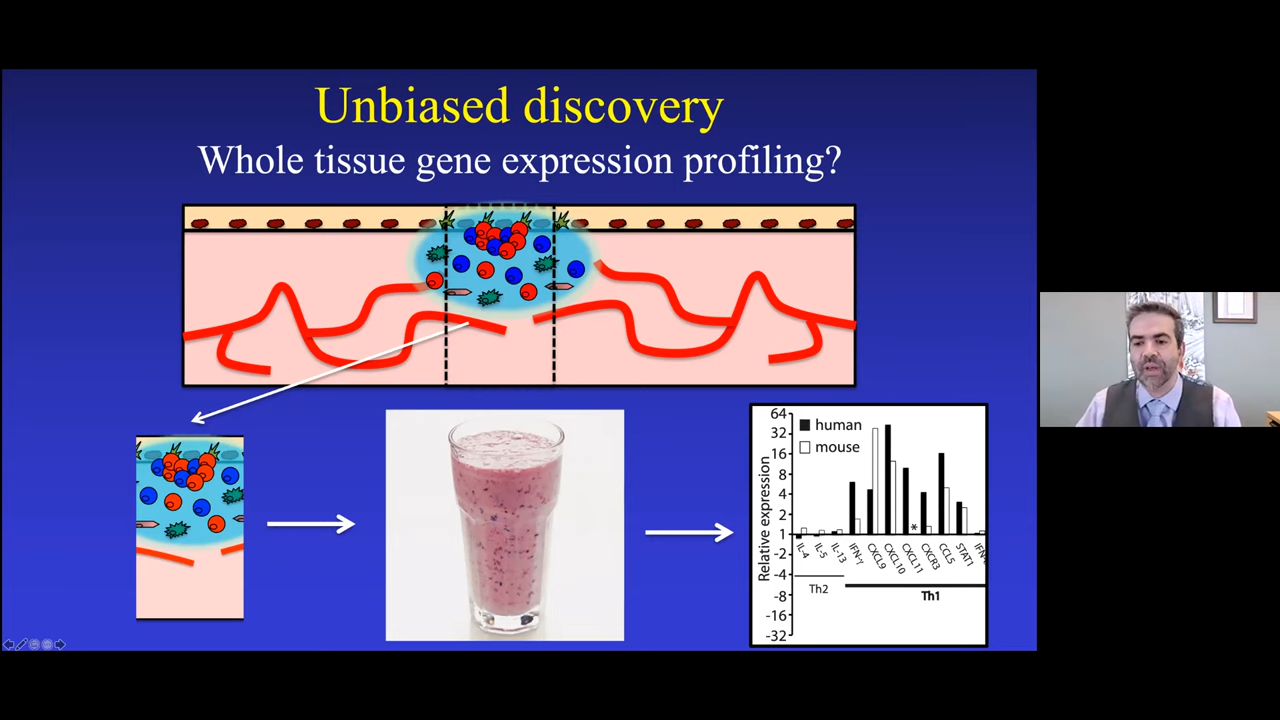 Unbiased discovery
Whole tissue gene expression profiling?
64
32
16
8
4
2
1
-2
-4
-8
-16
-32
Relative expression
human
mouse
*
IL-4
IL-5
IL-13
IFN-γ
CXCL9
CXCL10
CXCL11
CXCR3
CCL5
STAT1
Th2
Th1